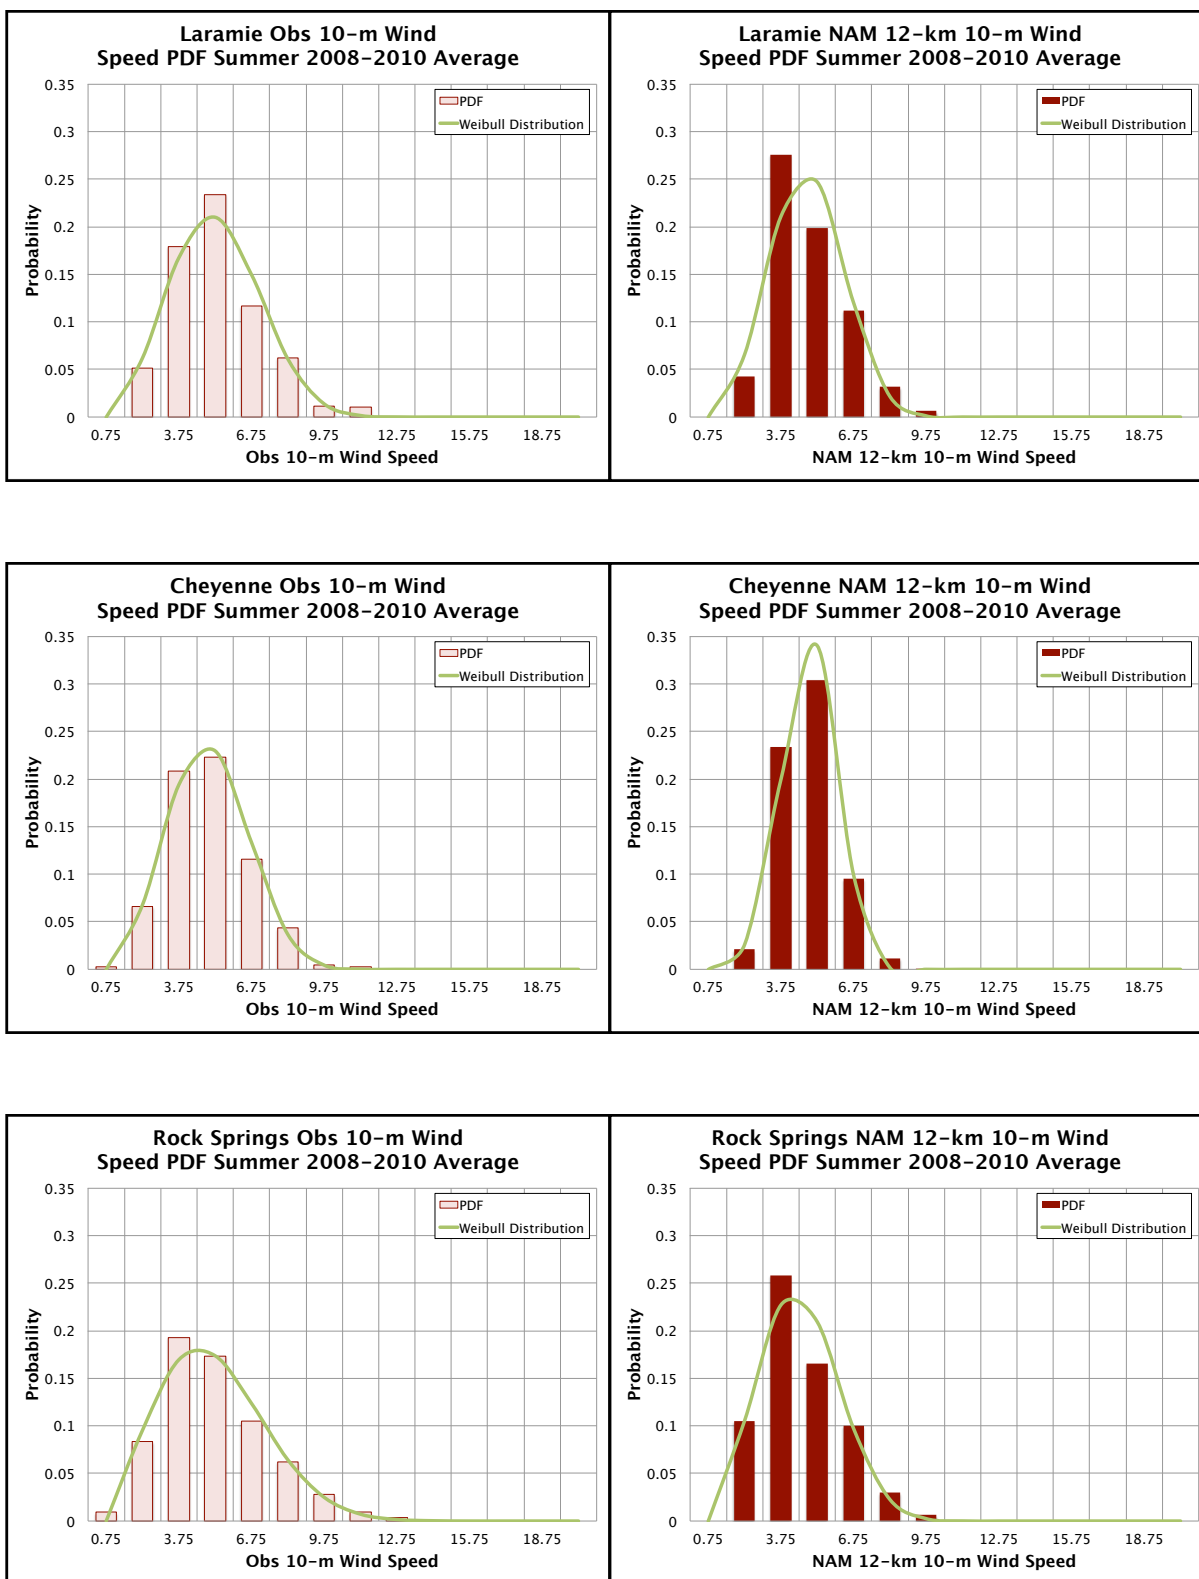 Laramie Obs 10-m Wind
Speed PDF Summer 2008-2010 Average
0.35
0.3
0.25
0.2
0.15
0.1
0.05
0
Probability
PDF
Weibull Distribution
0.75 3.75 6.75 9.75 12.75 15.75 18.75
Obs 10-m Wind Speed
Laramie NAM 12-km 10-m Wind
Speed PDF Summer 2008-2010 Average
0.35
0.3
0.25
0.2
0.15
0.1
0.05
0
Probability
PDF
Weibull Distribution
0.75 3.75 6.75 9.75 12.75 15.75 18.75
NAM 12-km 10-m Wind Speed
Cheyenne Obs 10-m Wind
Speed PDF Summer 2008-2010 Average
0.35
0.3
0.25
0.2
0.15
0.1
0.05
0
Probability
PDF
Weibull Distribution
0.75 3.75 6.75 9.75 12.75 15.75 18.75
Obs 10-m Wind Speed
Cheyenne NAM 12-km 10-m Wind
Speed PDF Summer 2008-2010 Average
0.35
0.3
0.25
0.2
0.15
0.1
0.05
0
Probability
PDF
Weibull Distribution
0.75 3.75 6.75 9.75 12.75 15.75 18.75
NAM 12-km 10-m Wind Speed
Rock Springs Obs 10-m Wind
Speed PDF Summer 2008-2010 Average
0.35
0.3
0.25
0.2
0.15
0.1
0.05
0
Probability
PDF
Weibull Distribution
0.75 3.75 6.75 9.75 12.75 15.75 18.75
Obs 10-m Wind Speed
Rock Springs NAM 12-km 10-m Wind
Speed PDF Summer 2008-2010 Average
0.35
0.3
0.25
0.2
0.15
0.1
0.05
0
Probability
PDF
Weibull Distribution
0.75 3.75 6.75 9.75 12.75 15.75 18.75
NAM 12-km 10-m Wind Speed